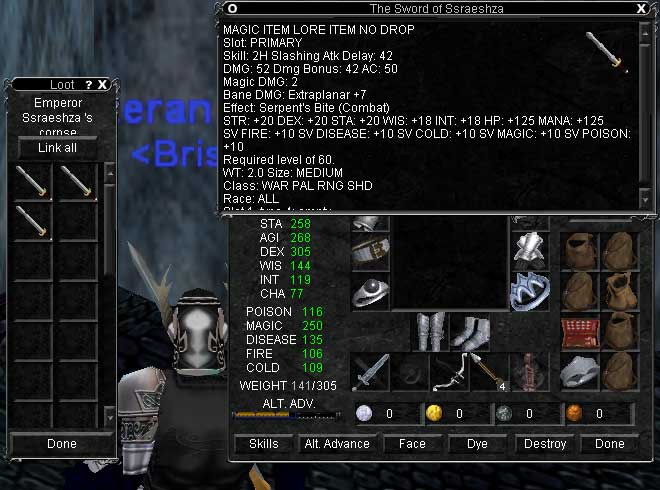 The Sword of Ssraeshza
MAGIC ITEM LORE ITEM NO DROP
Slot: PRIMARY
Skill: 2H Slashing Atk Delay: 42
DMG: 52 Dmg Bonus: 42 AC: 50
Magic DMG: 2
Bane DMG: Extraplanar +7
Effect: Serpent's Bite (Combat)
STR: +20 DEX: +20 STA: +20 WIS: +18 INT: +18 HP: +125 MANA: +125
SV FIRE: +10 SV DISEASE: +10 SV COLD: +10 SV MAGIC: +10 SV POISON:
+10
Required level of 60.
WT: 2.0 Size: MEDIUM
Class: WAR PAL RNG SHD
Race: ALL
Loot ? X
Emperor
Ssraeshza 's
corpse
Link all
Done
eran
<Bris
STA 258
AGI 268
DEX 305
WIS 144
INT 119
CHA 77
POISON 116
MAGIC 250
DISEASE 135
FIRE 106
COLD 109
WEIGHT 141/305
ALT. ADV.
4
0 0 0 0
Skills Alt. Advance Face Dye Destroy Done